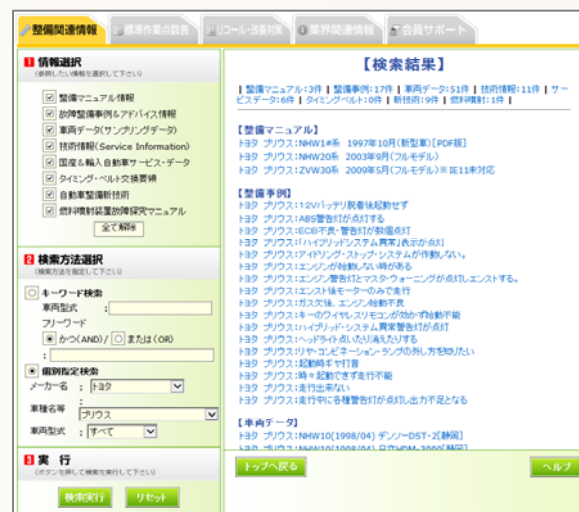 整備関連情報
標準作業点数表
リコール・改善対策
業界関連情報
会員サポート
1 情報選択
(参照したい情報を選択して下さい)
整備マニュアル情報
故障整備事例&アドバイス情報
車両データ(サンプリングデータ)
技術情報(Service Information)
国産&輸入自動車サービス・データ
タイミング・ベルト交換要領
自動車整備新技術
燃料噴射装置故障探究マニュアル
全て解除
2 検索方法選択
(検索方法を指定して下さい)
キーワード検索
車両型式 :
フリーワード
かつ(AND)/ または(OR)
:
個別指定検索
メーカー名 : トヨタ
車種名等 :
プリウス
車両型式 : すべて
3 実 行
(ボタンを押して検索を実行して下さい)
検索実行 リセット
【検索結果】
| 整備マニュアル:3件 | 整備事例:17件 | 車両データ:51件 | 技術情報:11件 | サー
ビスデータ:6件 | タイミングベルト:0件 | 新技術:9件 | 燃料噴射:1件 |
【整備マニュアル】
トヨタ プリウス:NHW1#系 1997年10月(新型車)[PDF版]
トヨタ プリウス:NHW20系 2003年9月(フルモデル)
トヨタ プリウス:ZVW30系 2009年5月(フルモデル)※IE11未対応
【整備事例】
トヨタ プリウス:12Vバッテリ脱着後起動せず
トヨタ プリウス:ABS警告灯が点灯する
トヨタ プリウス:ECB不良・警告灯が数個点灯
トヨタ プリウス:「ハイブリッドシステム異常」表示が点灯
トヨタ プリウス:アイドリング・ストップ・システムが作動しない。
トヨタ プリウス:エンジンが始動しない時がある
トヨタ プリウス:エンジン警告灯とマスタ・ウォーニングが点灯しエンストする。
トヨタ プリウス:エンスト後モーターのみで走行
トヨタ プリウス:ガス欠後、エンジン始動不良
トヨタ プリウス:キーのワイヤレスリモコンが効かず始動不能
トヨタ プリウス:ハイブリッド・システム異常警告灯が点灯
トヨタ プリウス:ヘッドライト点いたり消えたりする
トヨタ プリウス:リヤ・コンビネーション・ランプの外し方を知りたい
トヨタ プリウス:起動時ギヤ打音
トヨタ プリウス:時々起動できず走行不能
トヨタ プリウス:走行出来ない
トヨタ プリウス:走行中に各種警告灯が点灯し出力不足となる
【車両データ】
トヨタ プリウス:NHW10(1998/04) デンソーDST-2[静岡]
トヨタ プリウス:NHW10(1998/04) 日立HDM-3000[静岡]
トップへ戻る ヘルプ